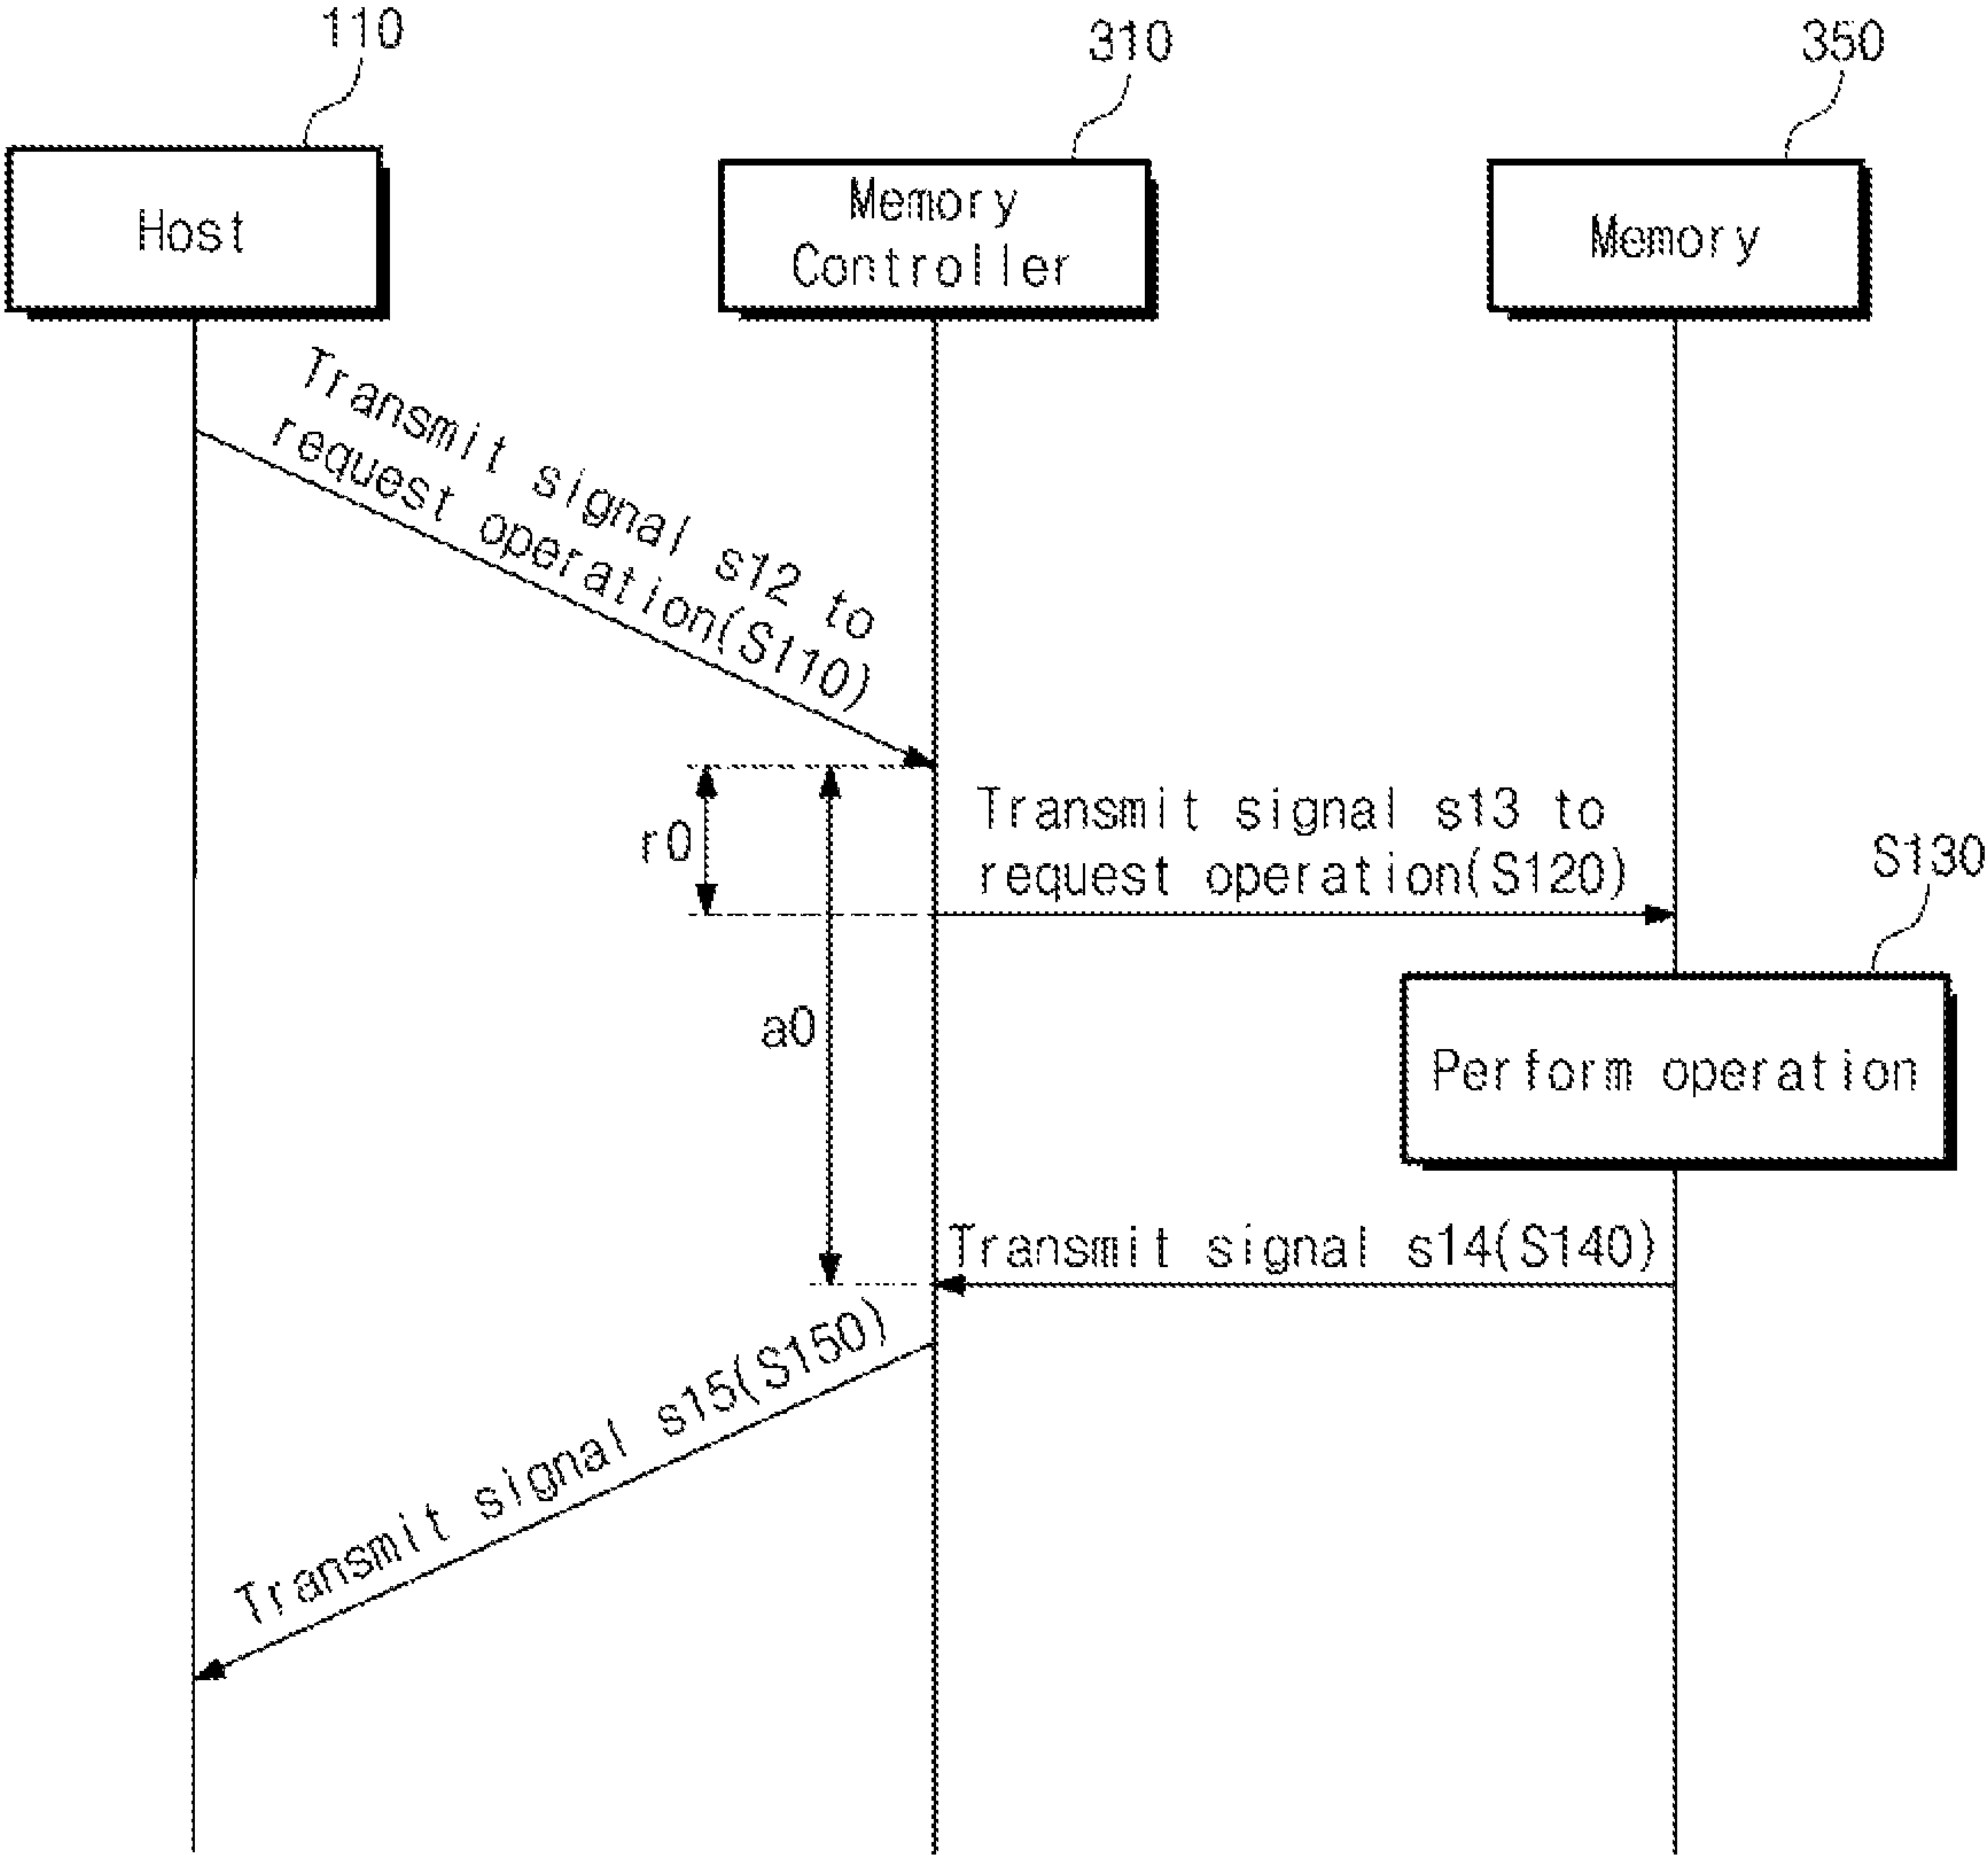 110
310
350
Host
Memory
Controller
Memory
Transmit signal s12 to
request operation(S110)
r0
a0
Transmit signal s13 to
request operation(S120)
S130
Perform operation
Transmit signal s14(S140)
Transmit signal s15(S150)